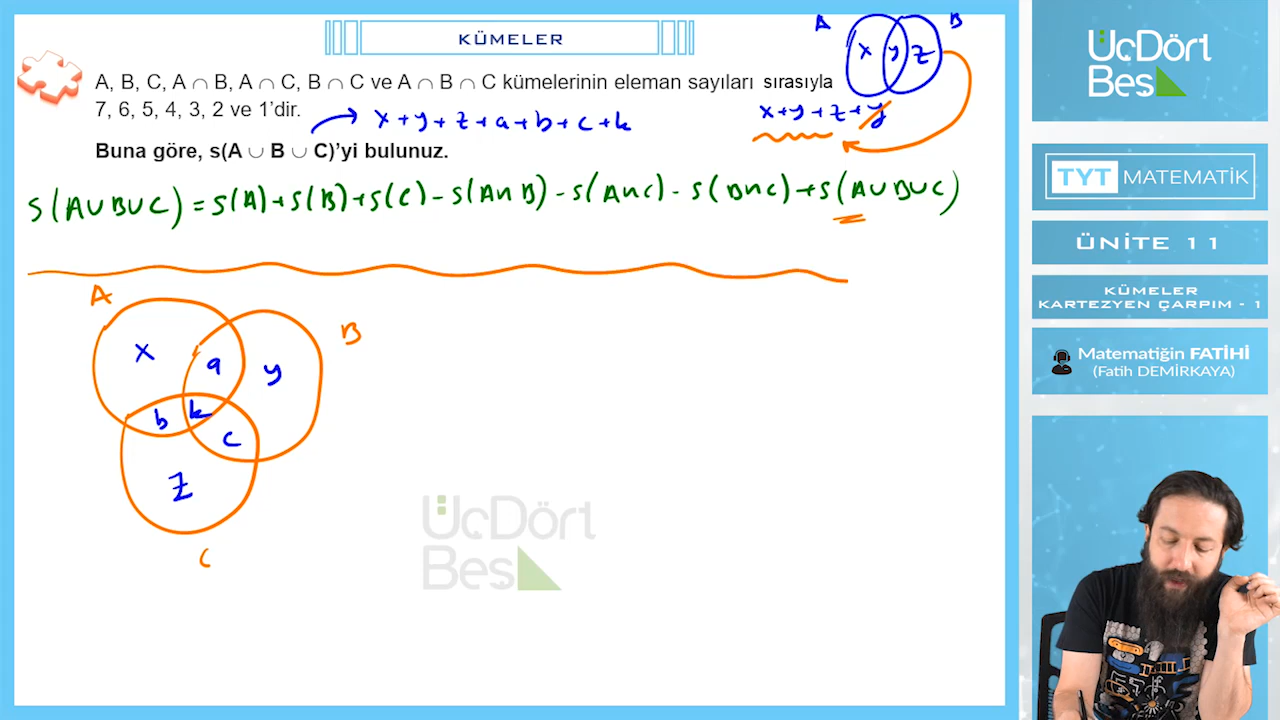 KÜMELER
A, B, C, A ∩ B, A ∩ C, B ∩ C ve A ∩ B ∩ C kümelerinin eleman sayıları sırasıyla
7, 6, 5, 4, 3, 2 ve 1'dir.
x+y+z+a+b+c+k
Buna göre, s(A ∪ B ∪ C)'yi bulunuz.
A B
x y z
x+y+z+y
S(A∪B∪C) = S(A)+S(B)+S(C)-S(A∩B)-S(A∩C)-S(B∩C)+S(A∪B∪C)
A
B
x a y
b k
c
z
C
ÜçDört
Beş
ÜçDört
Beş
TYT MATEMATİK
ÜNİTE 11
KÜMELER
KARTEZYEN ÇARPIM - 1
Matematiğin FATİHİ
(Fatih DEMİRKAYA)